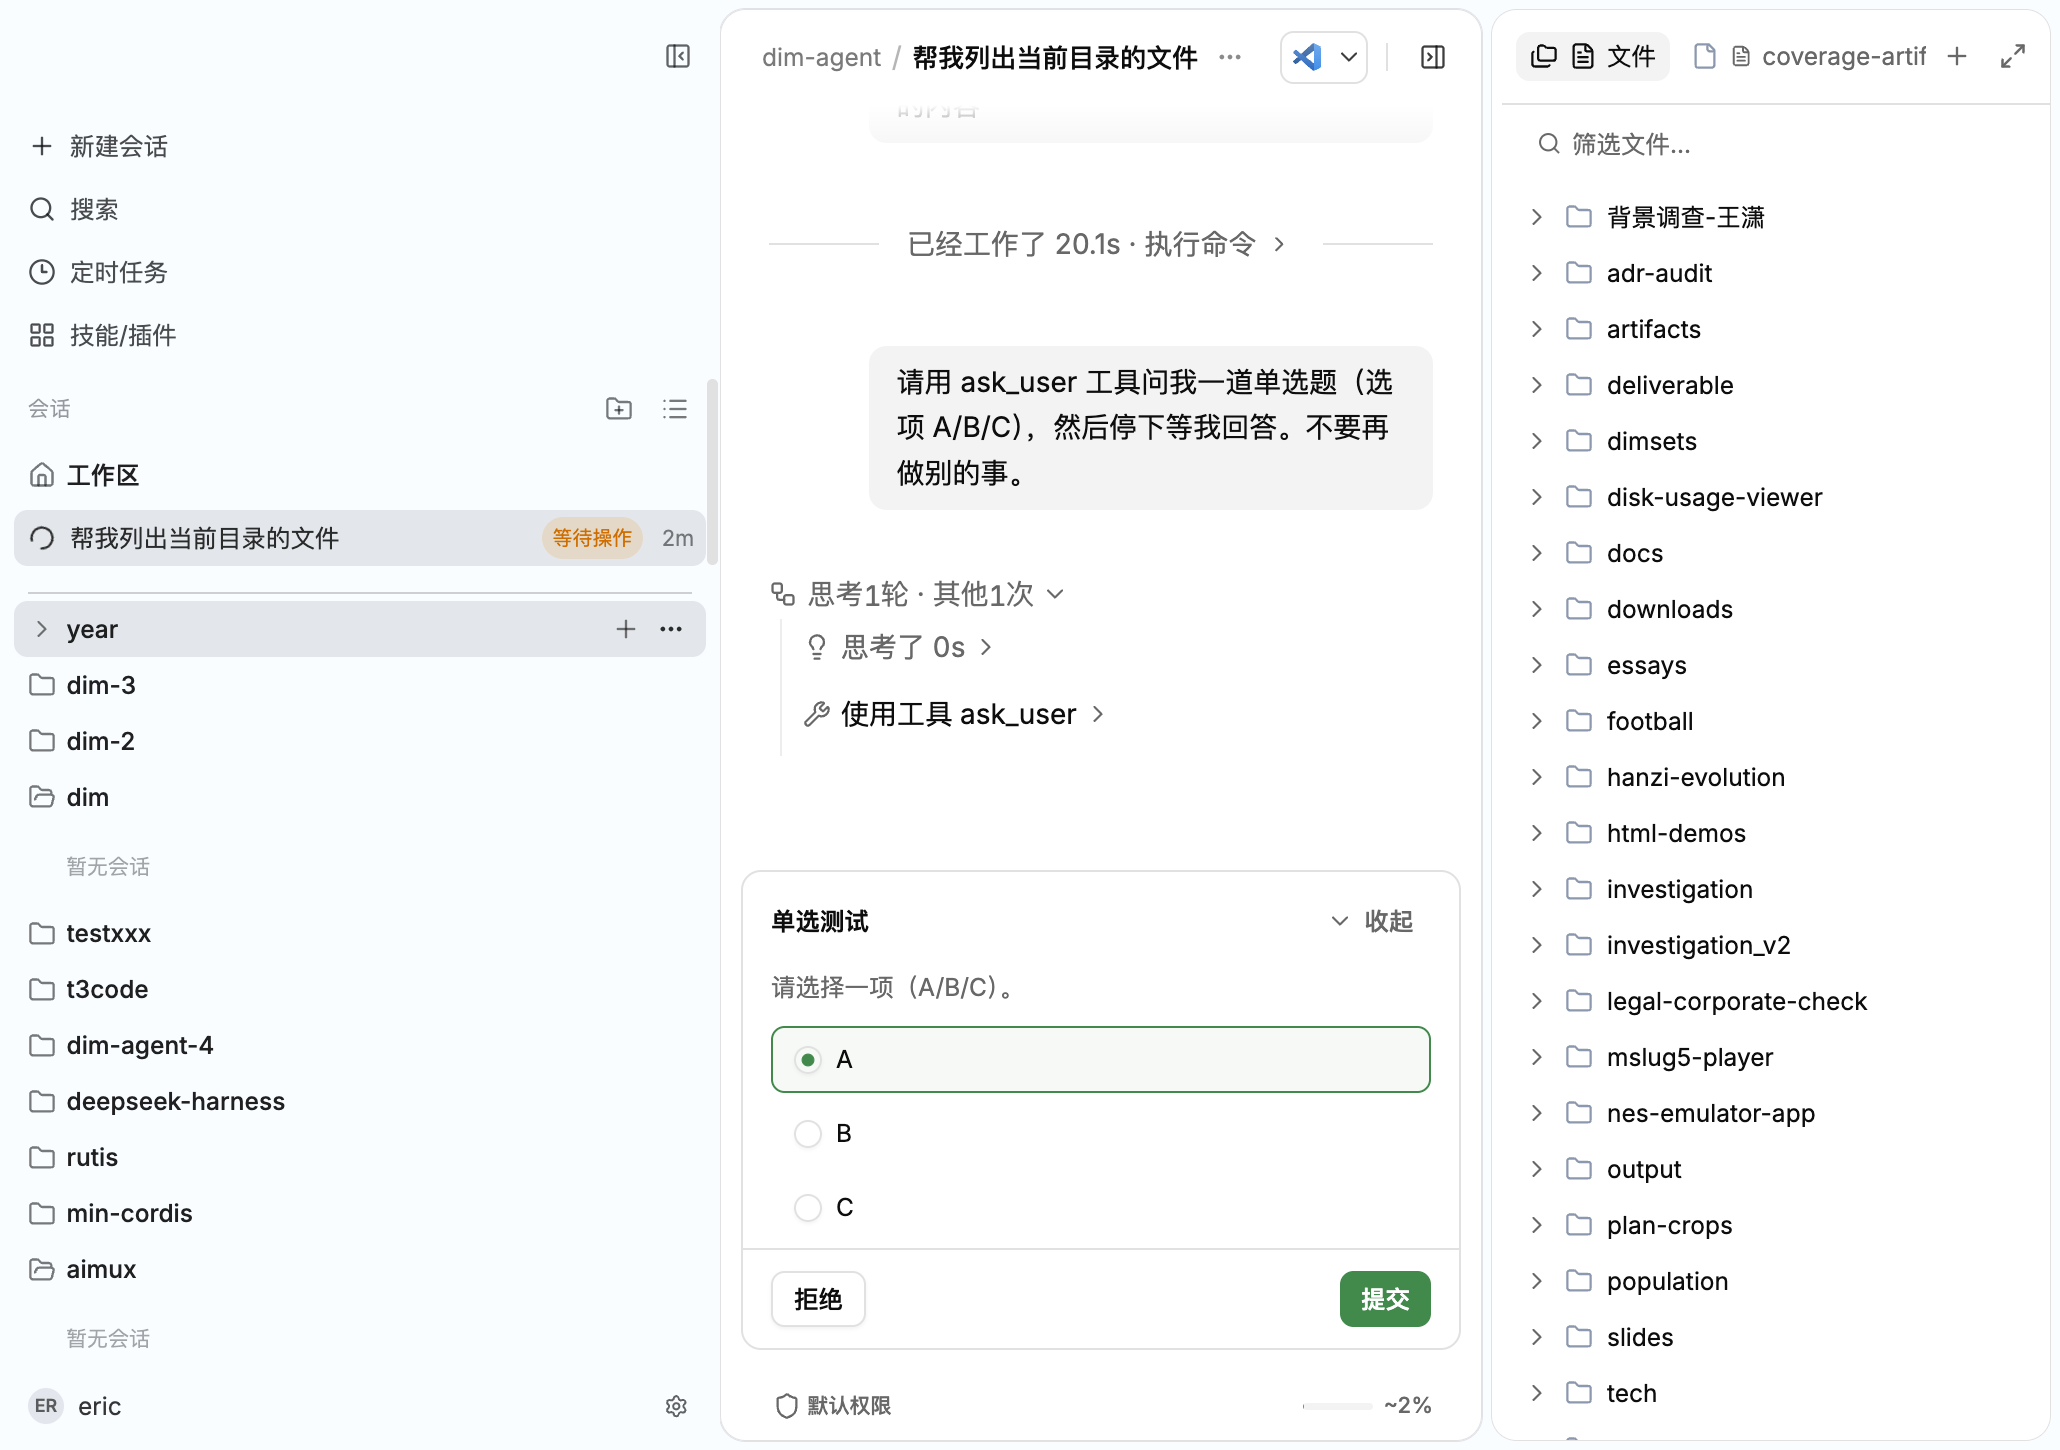 新建会话
搜索
定时任务
技能/插件
会话
工作区
帮我列出当前目录的文件 等待操作 2m
year
dim-3
dim-2
dim
暂无会话
testxxx
t3code
dim-agent-4
deepseek-harness
rutis
min-cordis
aimux
暂无会话
ER eric
dim-agent / 帮我列出当前目录的文件
的内容
已经工作了 20.1s · 执行命令
请用 ask_user 工具问我一道单选题（选
项 A/B/C），然后停下等我回答。不要再
做别的事。
思考1轮 · 其他1次
思考了 0s
使用工具 ask_user
单选测试 收起
请选择一项（A/B/C）。
A
B
C
拒绝 提交
默认权限 ~2%
文件 coverage-artif
筛选文件...
背景调查-王潇
adr-audit
artifacts
deliverable
dimsets
disk-usage-viewer
docs
downloads
essays
football
hanzi-evolution
html-demos
investigation
investigation_v2
legal-corporate-check
mslug5-player
nes-emulator-app
output
plan-crops
population
slides
tech